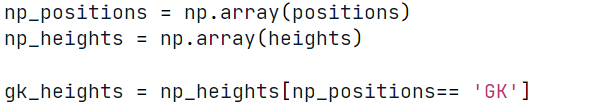 np_positions = np.array(positions)
np_heights = np.array(heights)
gk_heights = np_heights[np_positions== 'GK']